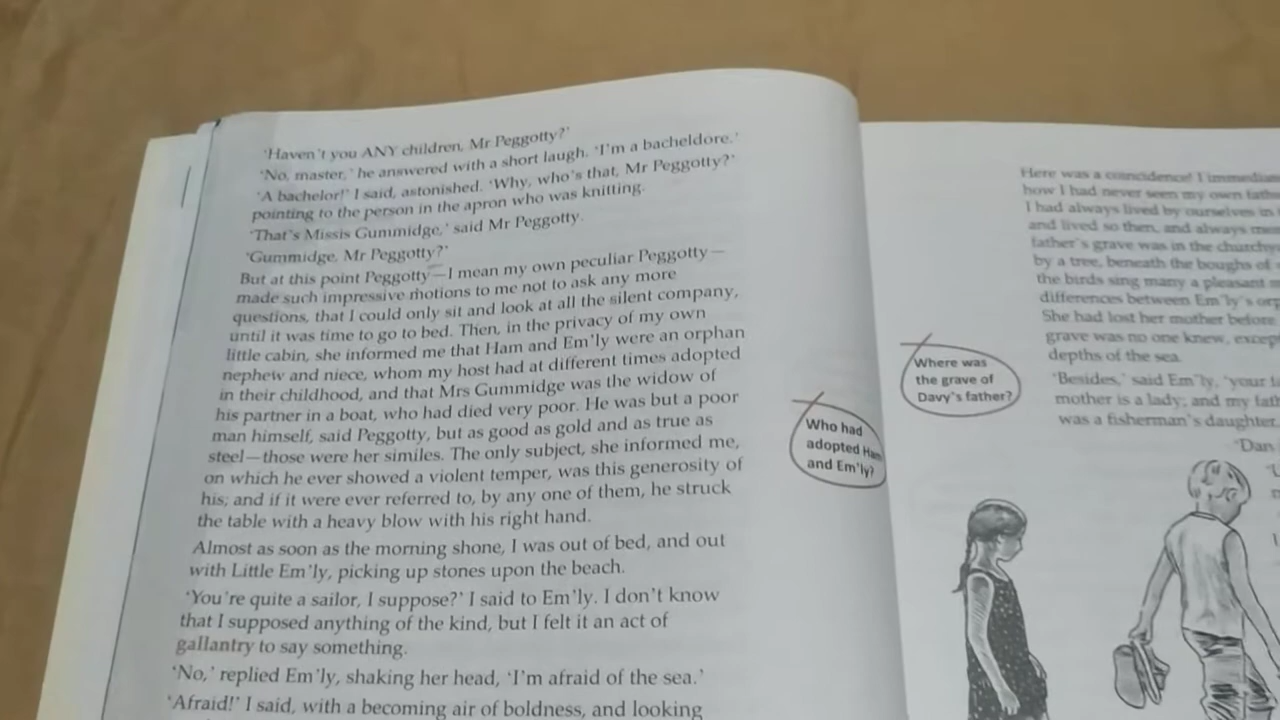 'Haven't you ANY children, Mr Peggotty?'
'No, master,' he answered with a short laugh. 'I'm a bacheldore.'
'A bachelor!' I said, astonished. 'Why, who's that, Mr Peggotty?'
pointing to the person in the apron who was knitting.
'That's Missis Gummidge,' said Mr Peggotty.
'Gummidge, Mr Peggotty?'
But at this point Peggotty—I mean my own peculiar Peggotty—
made such impressive motions to me not to ask any more
questions, that I could only sit and look at all the silent company,
until it was time to go to bed. Then, in the privacy of my own
little cabin, she informed me that Ham and Em'ly were an orphan
nephew and niece, whom my host had at different times adopted
in their childhood, and that Mrs Gummidge was the widow of
his partner in a boat, who had died very poor. He was but a poor
man himself, said Peggotty, but as good as gold and as true as
steel—those were her similes. The only subject, she informed me,
on which he ever showed a violent temper, was this generosity of
his; and if it were ever referred to, by any one of them, he struck
the table with a heavy blow with his right hand.
Almost as soon as the morning shone, I was out of bed, and out
with Little Em'ly, picking up stones upon the beach.
'You're quite a sailor, I suppose?' I said to Em'ly. I don't know
that I supposed anything of the kind, but I felt it an act of
gallantry to say something.
'No,' replied Em'ly, shaking her head, 'I'm afraid of the sea.'
'Afraid!' I said, with a becoming air of boldness, and looking
Who had
adopted Ham
and Em'ly?
Here was a coincidence! I
how I had never seen my own
I had always lived by ourselves in
and lived so then, and always
father's grave was in the
by a tree, beneath the boughs of
the birds sing many a pleasant
differences between Em'ly's
She had lost her mother before
grave was no one knew,
depths of the sea.
'Besides,' said Em'ly, 'your
mother is a lady; and my
was a fisherman's daughter,
'Dan
Where was
the grave of
Davy's father?